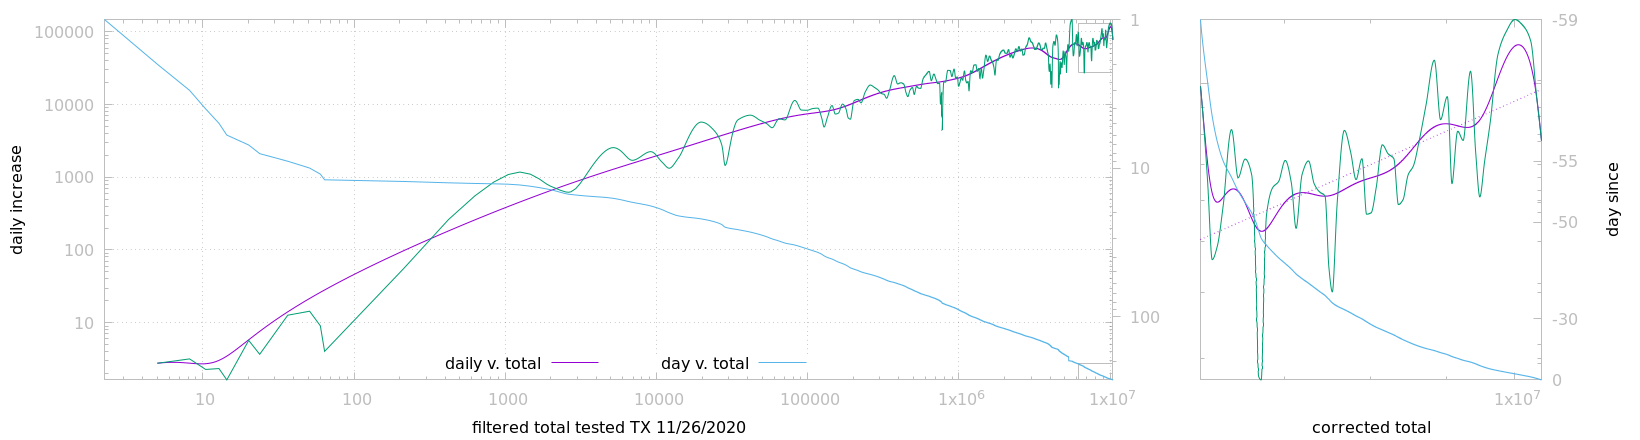 100000
10000
1000
100
10
daily increase
daily v. total
day v. total
10
100
1000
10000
100000
1x10^6
1x10^7
filtered total tested TX 11/26/2020
1
10
100
-59
-55
-50
-30
0
day since
1x10^7
corrected total